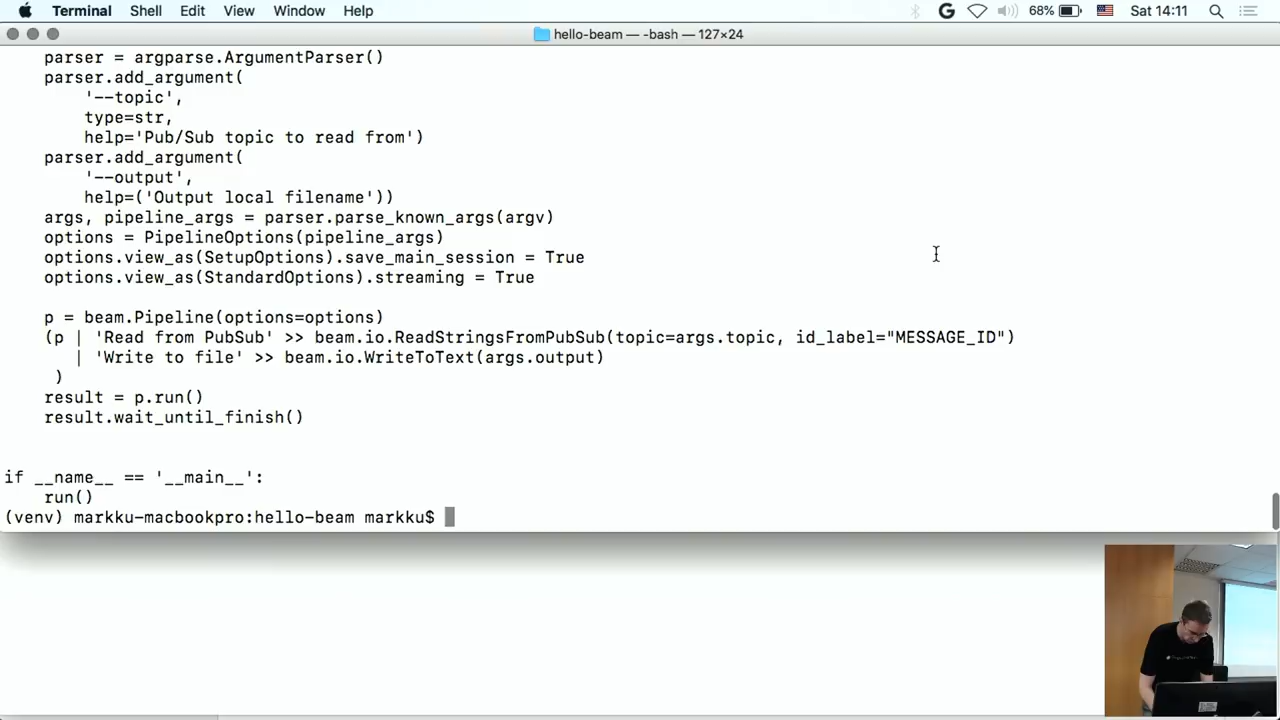 Terminal Shell Edit View Window Help 68% Sat 14:11
hello-beam — -bash — 127×24
parser = argparse.ArgumentParser()
parser.add_argument(
'--topic',
type=str,
help='Pub/Sub topic to read from')
parser.add_argument(
'--output',
help=('Output local filename'))
args, pipeline_args = parser.parse_known_args(argv)
options = PipelineOptions(pipeline_args)
options.view_as(SetupOptions).save_main_session = True
options.view_as(StandardOptions).streaming = True
p = beam.Pipeline(options=options)
(p | 'Read from PubSub' >> beam.io.ReadStringsFromPubSub(topic=args.topic, id_label="MESSAGE_ID")
| 'Write to file' >> beam.io.WriteToText(args.output)
)
result = p.run()
result.wait_until_finish()
if __name__ == '__main__':
run()
(venv) markku-macbookpro:hello-beam markku$